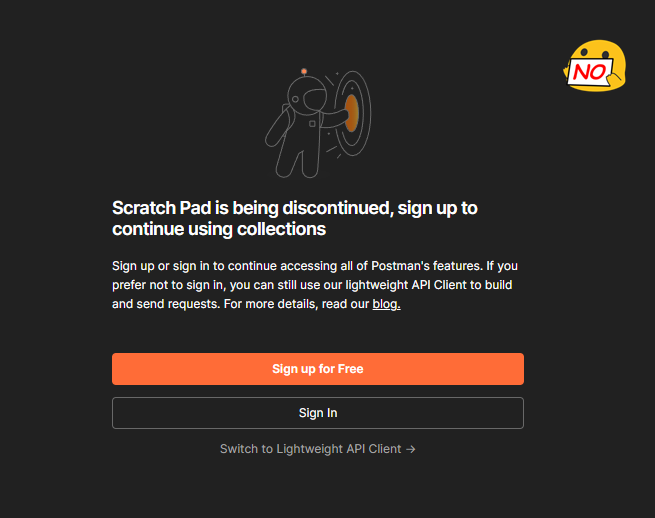 NO
Scratch Pad is being discontinued, sign up to
continue using collections
Sign up or sign in to continue accessing all of Postman's features. If you
prefer not to sign in, you can still use our lightweight API Client to build
and send requests. For more details, read our blog.
Sign up for Free
Sign In
Switch to Lightweight API Client →